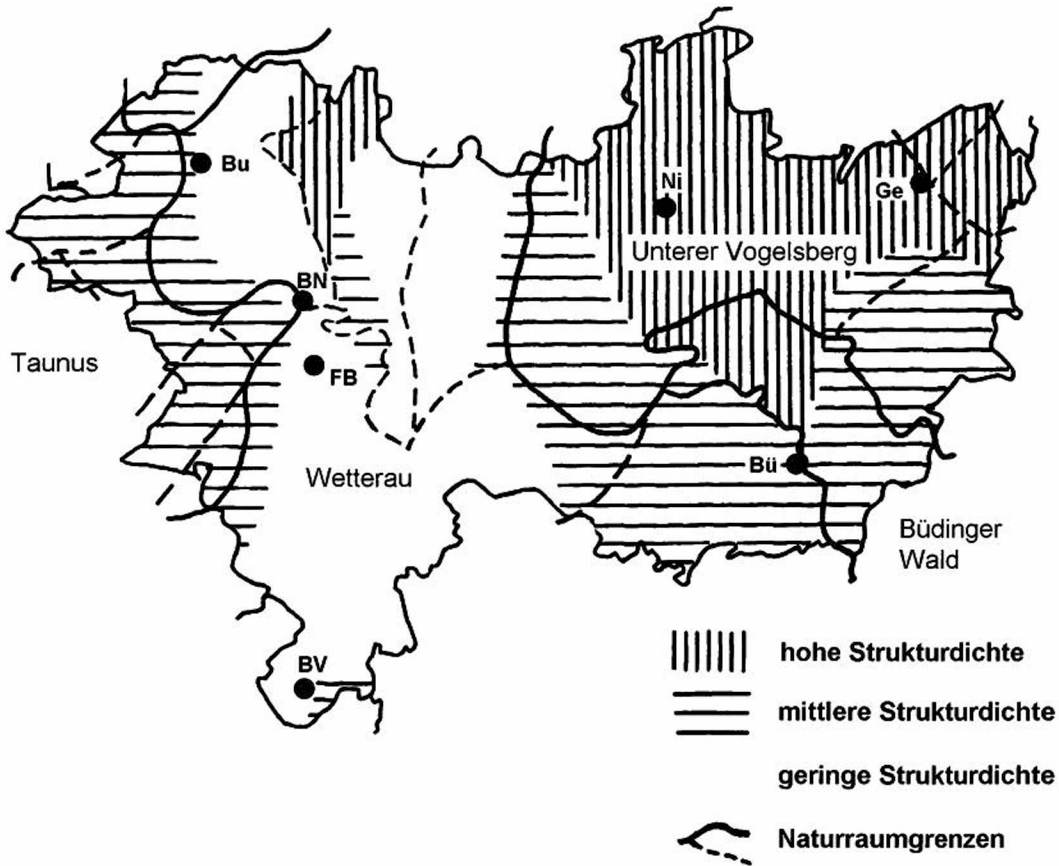 Bu
Ni
Ge
Unterer Vogelsberg
BN
Taunus
FB
Bü
Wetterau
Büdinger
Wald
BV
hohe Strukturdichte
mittlere Strukturdichte
geringe Strukturdichte
Naturraumgrenzen